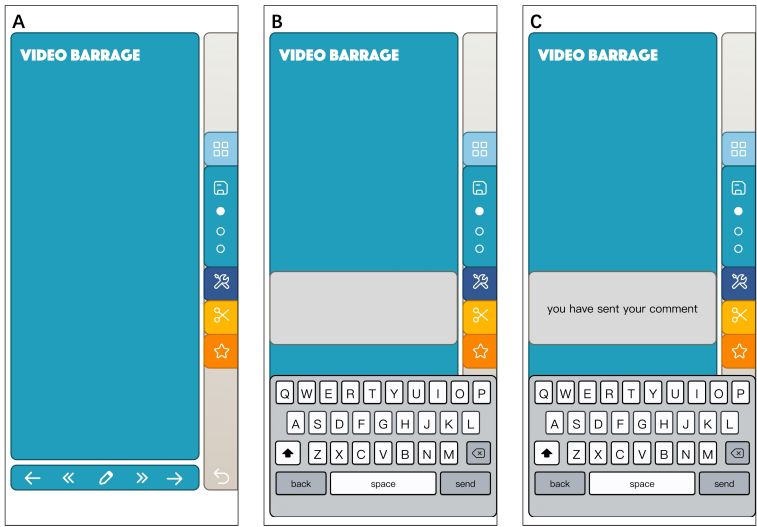 A
VIDEO BARRAGE
B
VIDEO BARRAGE
Q W E R T Y U I O P
A S D F G H J K L
Z X C V B N M
back space send
C
VIDEO BARRAGE
you have sent your comment
Q W E R T Y U I O P
A S D F G H J K L
Z X C V B N M
back space send